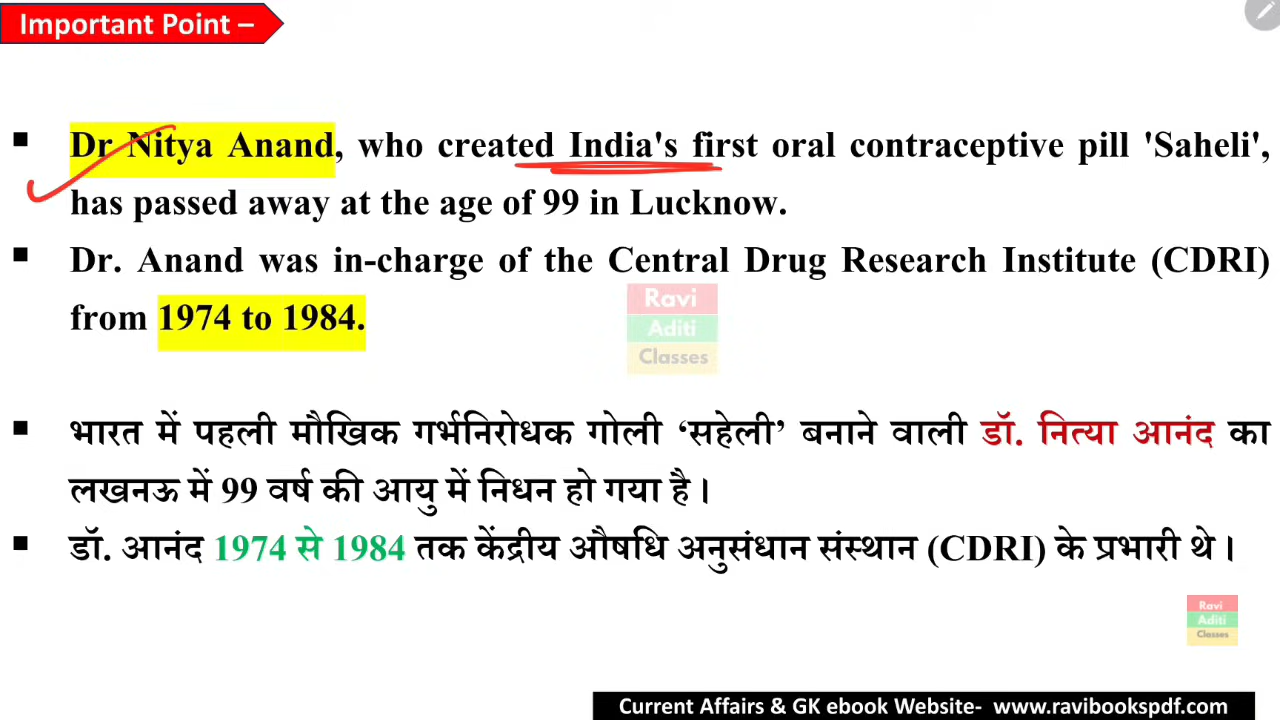 Important Point –
▪ Dr Nitya Anand, who created India's first oral contraceptive pill 'Saheli',
has passed away at the age of 99 in Lucknow.
▪ Dr. Anand was in-charge of the Central Drug Research Institute (CDRI)
from 1974 to 1984.
Ravi
Aditi
Classes
▪ भारत में पहली मौखिक गर्भनिरोधक गोली ‘सहेली’ बनाने वाली डॉ. नित्या आनंद का
लखनऊ में 99 वर्ष की आयु में निधन हो गया है।
▪ डॉ. आनंद 1974 से 1984 तक केंद्रीय औषधि अनुसंधान संस्थान (CDRI) के प्रभारी थे।
Ravi
Aditi
Classes
Current Affairs & GK ebook Website- www.ravibookspdf.com